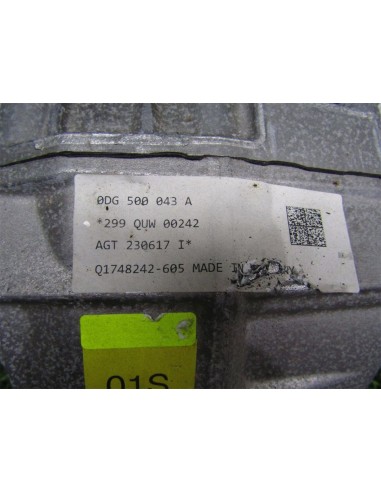 0DG 500 043 A
*299 QUW 00242
AGT 230617 I*
Q1748242-605 MADE IN
01S